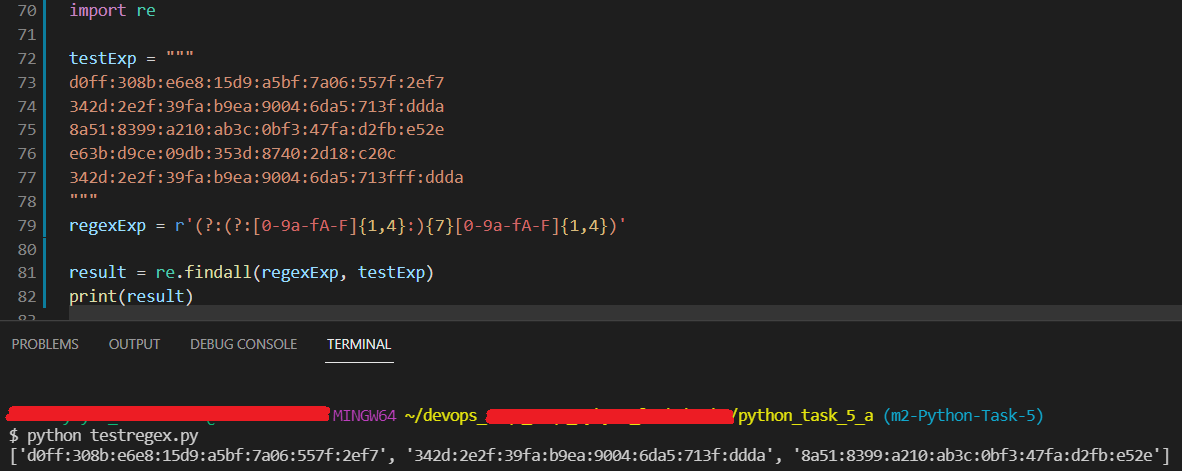 70 import re
71
72 testExp = """
73 d0ff:308b:e6e8:15d9:a5bf:7a06:557f:2ef7
74 342d:2e2f:39fa:b9ea:9004:6da5:713f:ddda
75 8a51:8399:a210:ab3c:0bf3:47fa:d2fb:e52e
76 e63b:d9ce:09db:353d:8740:2d18:c20c
77 342d:2e2f:39fa:b9ea:9004:6da5:713fff:ddda
78 """
79 regexExp = r'(?:(?:[0-9a-fA-F]{1,4}:){7}[0-9a-fA-F]{1,4})'
80
81 result = re.findall(regexExp, testExp)
82 print(result)
PROBLEMS OUTPUT DEBUG CONSOLE TERMINAL
MINGW64 ~/devops_ /python_task_5_a (m2-Python-Task-5)
$ python testregex.py
['d0ff:308b:e6e8:15d9:a5bf:7a06:557f:2ef7', '342d:2e2f:39fa:b9ea:9004:6da5:713f:ddda', '8a51:8399:a210:ab3c:0bf3:47fa:d2fb:e52e']